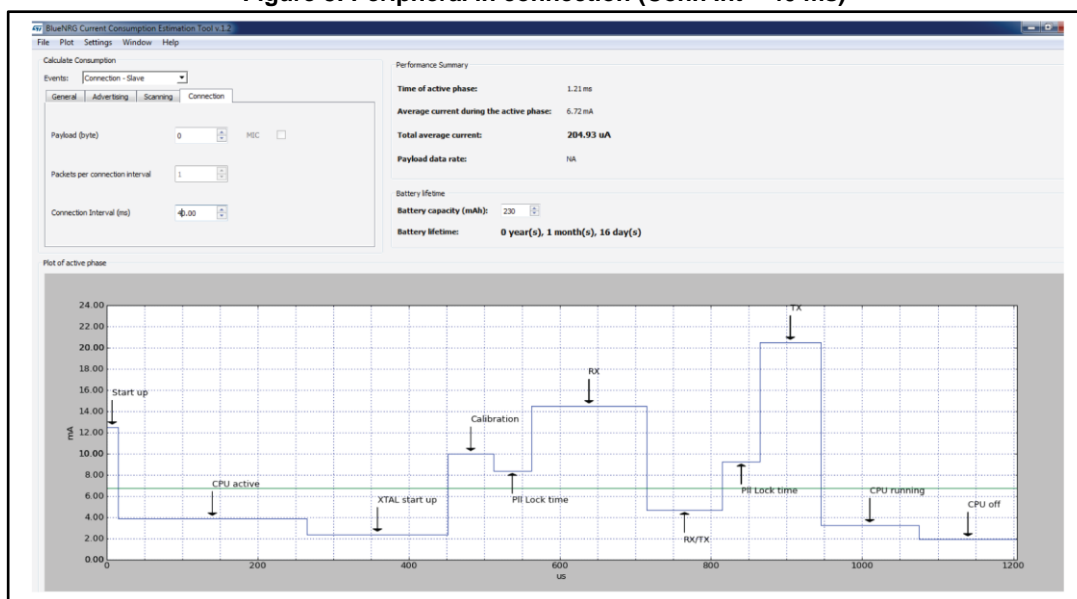 Figure 5. Peripheral in connection (Conn Int = 40 ms)
BlueNRG Current Consumption Estimation Tool v.1.2
File Plot Settings Window Help
Calculate Consumption
Events: Connection - Slave
General Advertising Scanning Connection
Payload (byte) 0 MIC
Packets per connection interval 1
Connection Interval (ms) 40.00
Performance Summary
Time of active phase: 1.21 ms
Average current during the active phase: 6.72 mA
Total average current: 204.93 uA
Payload data rate: NA
Battery lifetime
Battery capacity (mAh): 230
Battery lifetime: 0 year(s), 1 month(s), 16 day(s)
Plot of active phase
24.00
22.00
20.00
18.00
16.00
14.00
12.00
10.00
8.00
6.00
4.00
2.00
0.00
mA
Start up
CPU active
XTAL start up
Calibration
Pll Lock time
RX
RX/TX
Pll Lock time
TX
CPU running
CPU off
0 200 400 600 800 1000 1200
us